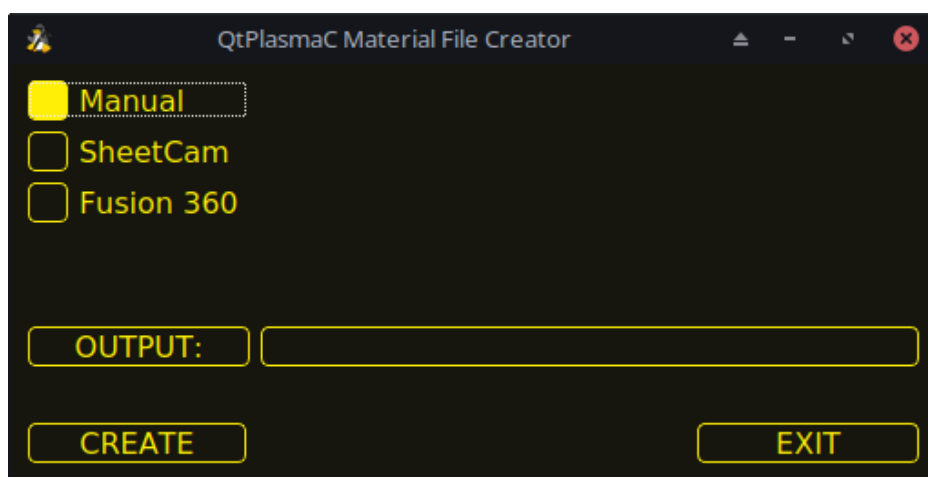 QtPlasmaC Material File Creator
Manual
SheetCam
Fusion 360
OUTPUT:
CREATE EXIT